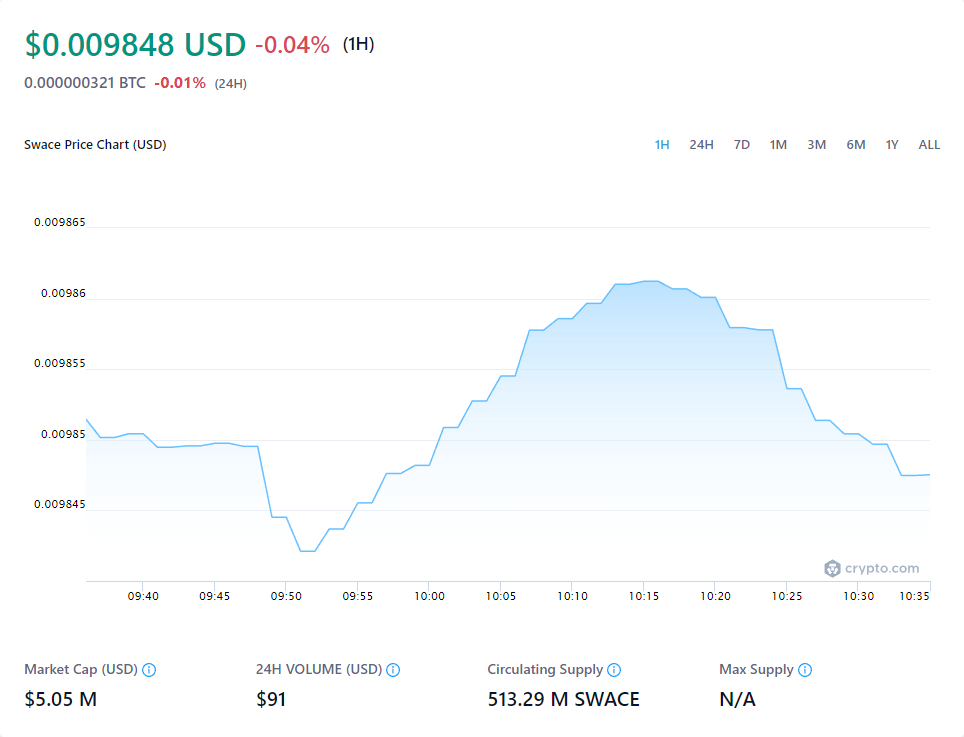 $0.009848 USD -0.04% (1H)
0.000000321 BTC -0.01% (24H)
Swace Price Chart (USD) 1H 24H 7D 1M 3M 6M 1Y ALL
0.009865
0.00986
0.009855
0.00985
0.009845
crypto.com
09:40 09:45 09:50 09:55 10:00 10:05 10:10 10:15 10:20 10:25 10:30 10:35
Market Cap (USD) 24H VOLUME (USD) Circulating Supply Max Supply
$5.05 M $91 513.29 M SWACE N/A